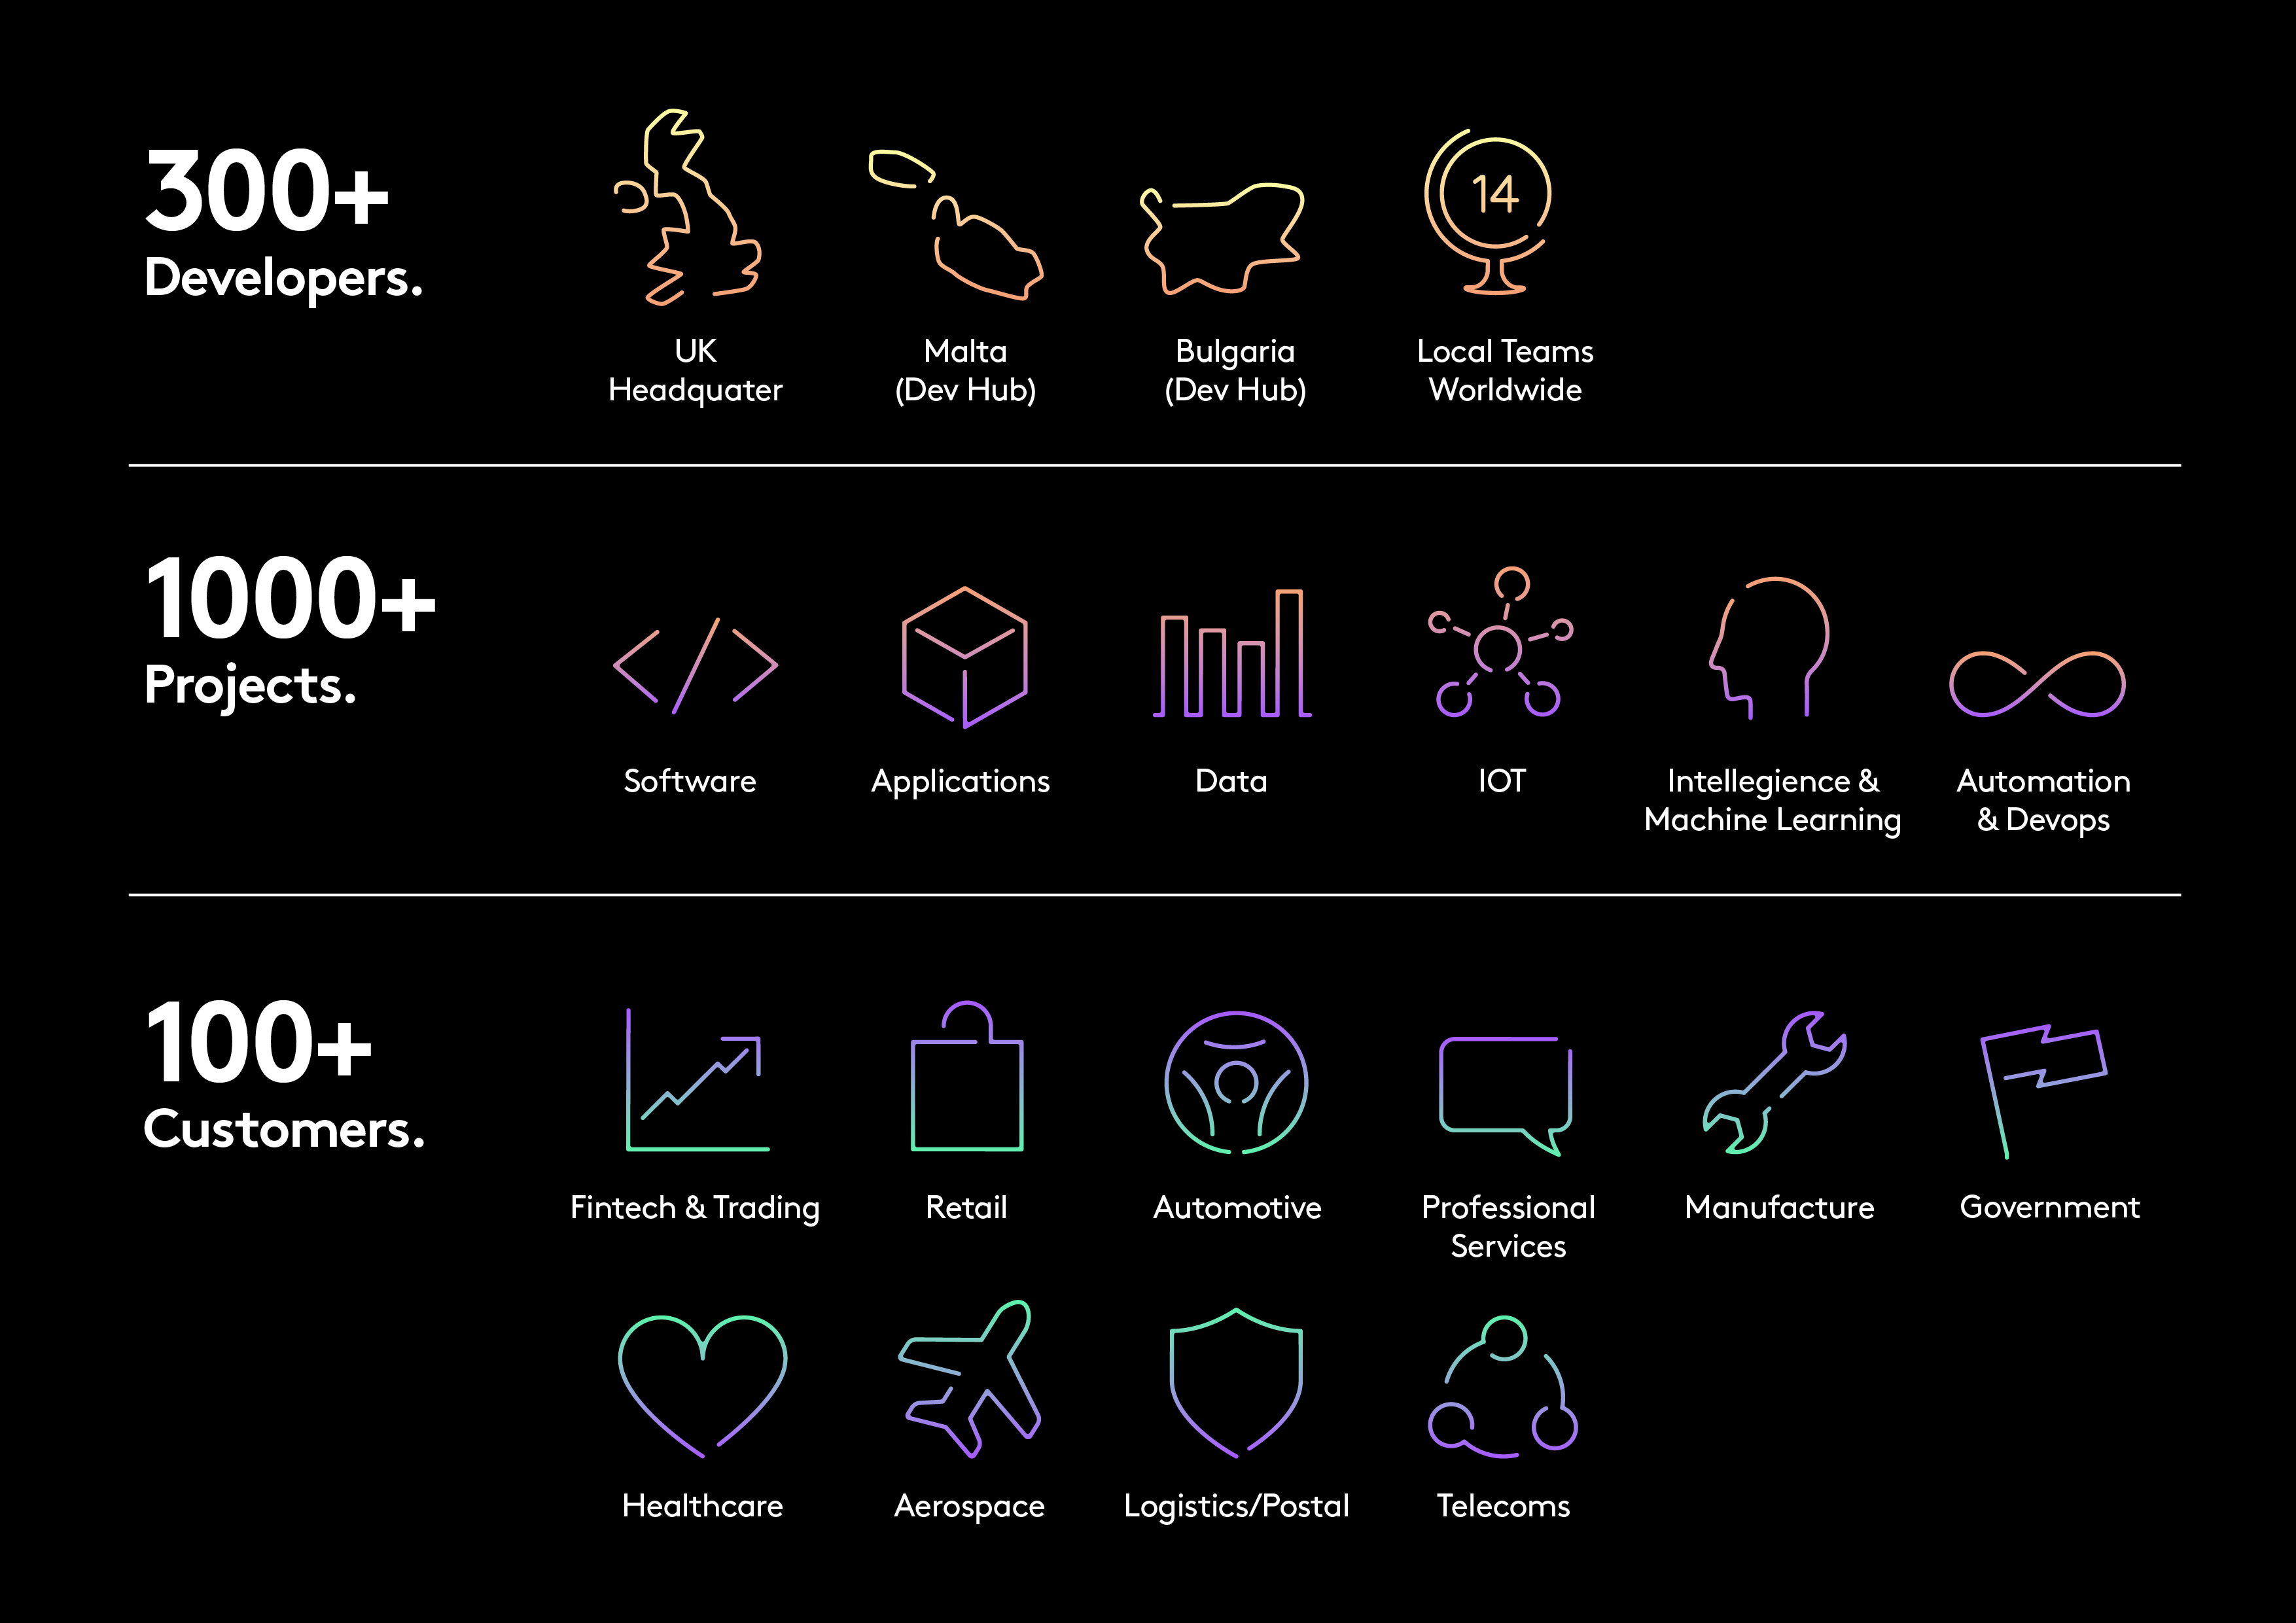 300+
Developers.
14
UK
Headquater
Malta
(Dev Hub)
Bulgaria
(Dev Hub)
Local Teams
Worldwide
1000+
Projects.
Software
Applications
Data
IOT
Intellegience &
Machine Learning
Automation
& Devops
100+
Customers.
Fintech & Trading
Retail
Automotive
Professional
Services
Manufacture
Government
Healthcare
Aerospace
Logistics/Postal
Telecoms